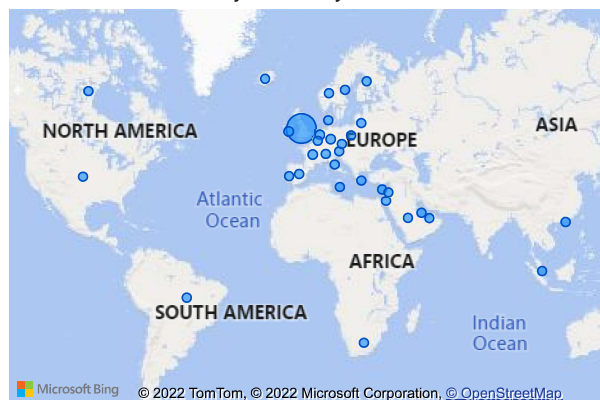 NORTH AMERICA
EUROPE
ASIA
Atlantic
Ocean
AFRICA
SOUTH AMERICA
Indian
Ocean
Microsoft Bing
© 2022 TomTom, © 2022 Microsoft Corporation, © OpenStreetMap